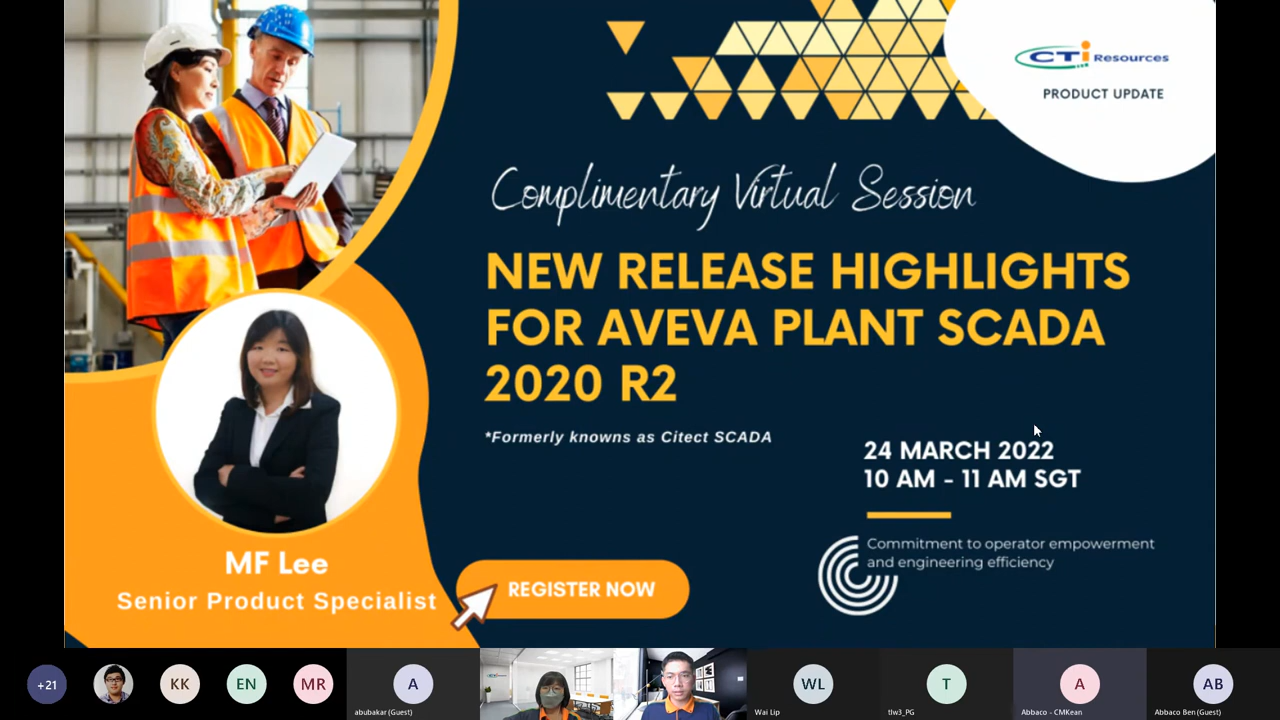 CTi Resources
PRODUCT UPDATE
Complimentary Virtual Session
NEW RELEASE HIGHLIGHTS
FOR AVEVA PLANT SCADA
2020 R2
*Formerly knowns as Citect SCADA
24 MARCH 2022
10 AM - 11 AM SGT
Commitment to operator empowerment
and engineering efficiency
MF Lee
Senior Product Specialist
REGISTER NOW
+21
KK
EN
MR
A
abubakar (Guest)
WL
Wai Lip
T
tlw3_PG
A
Abbaco - CMKean
AB
Abbaco Ben (Guest)